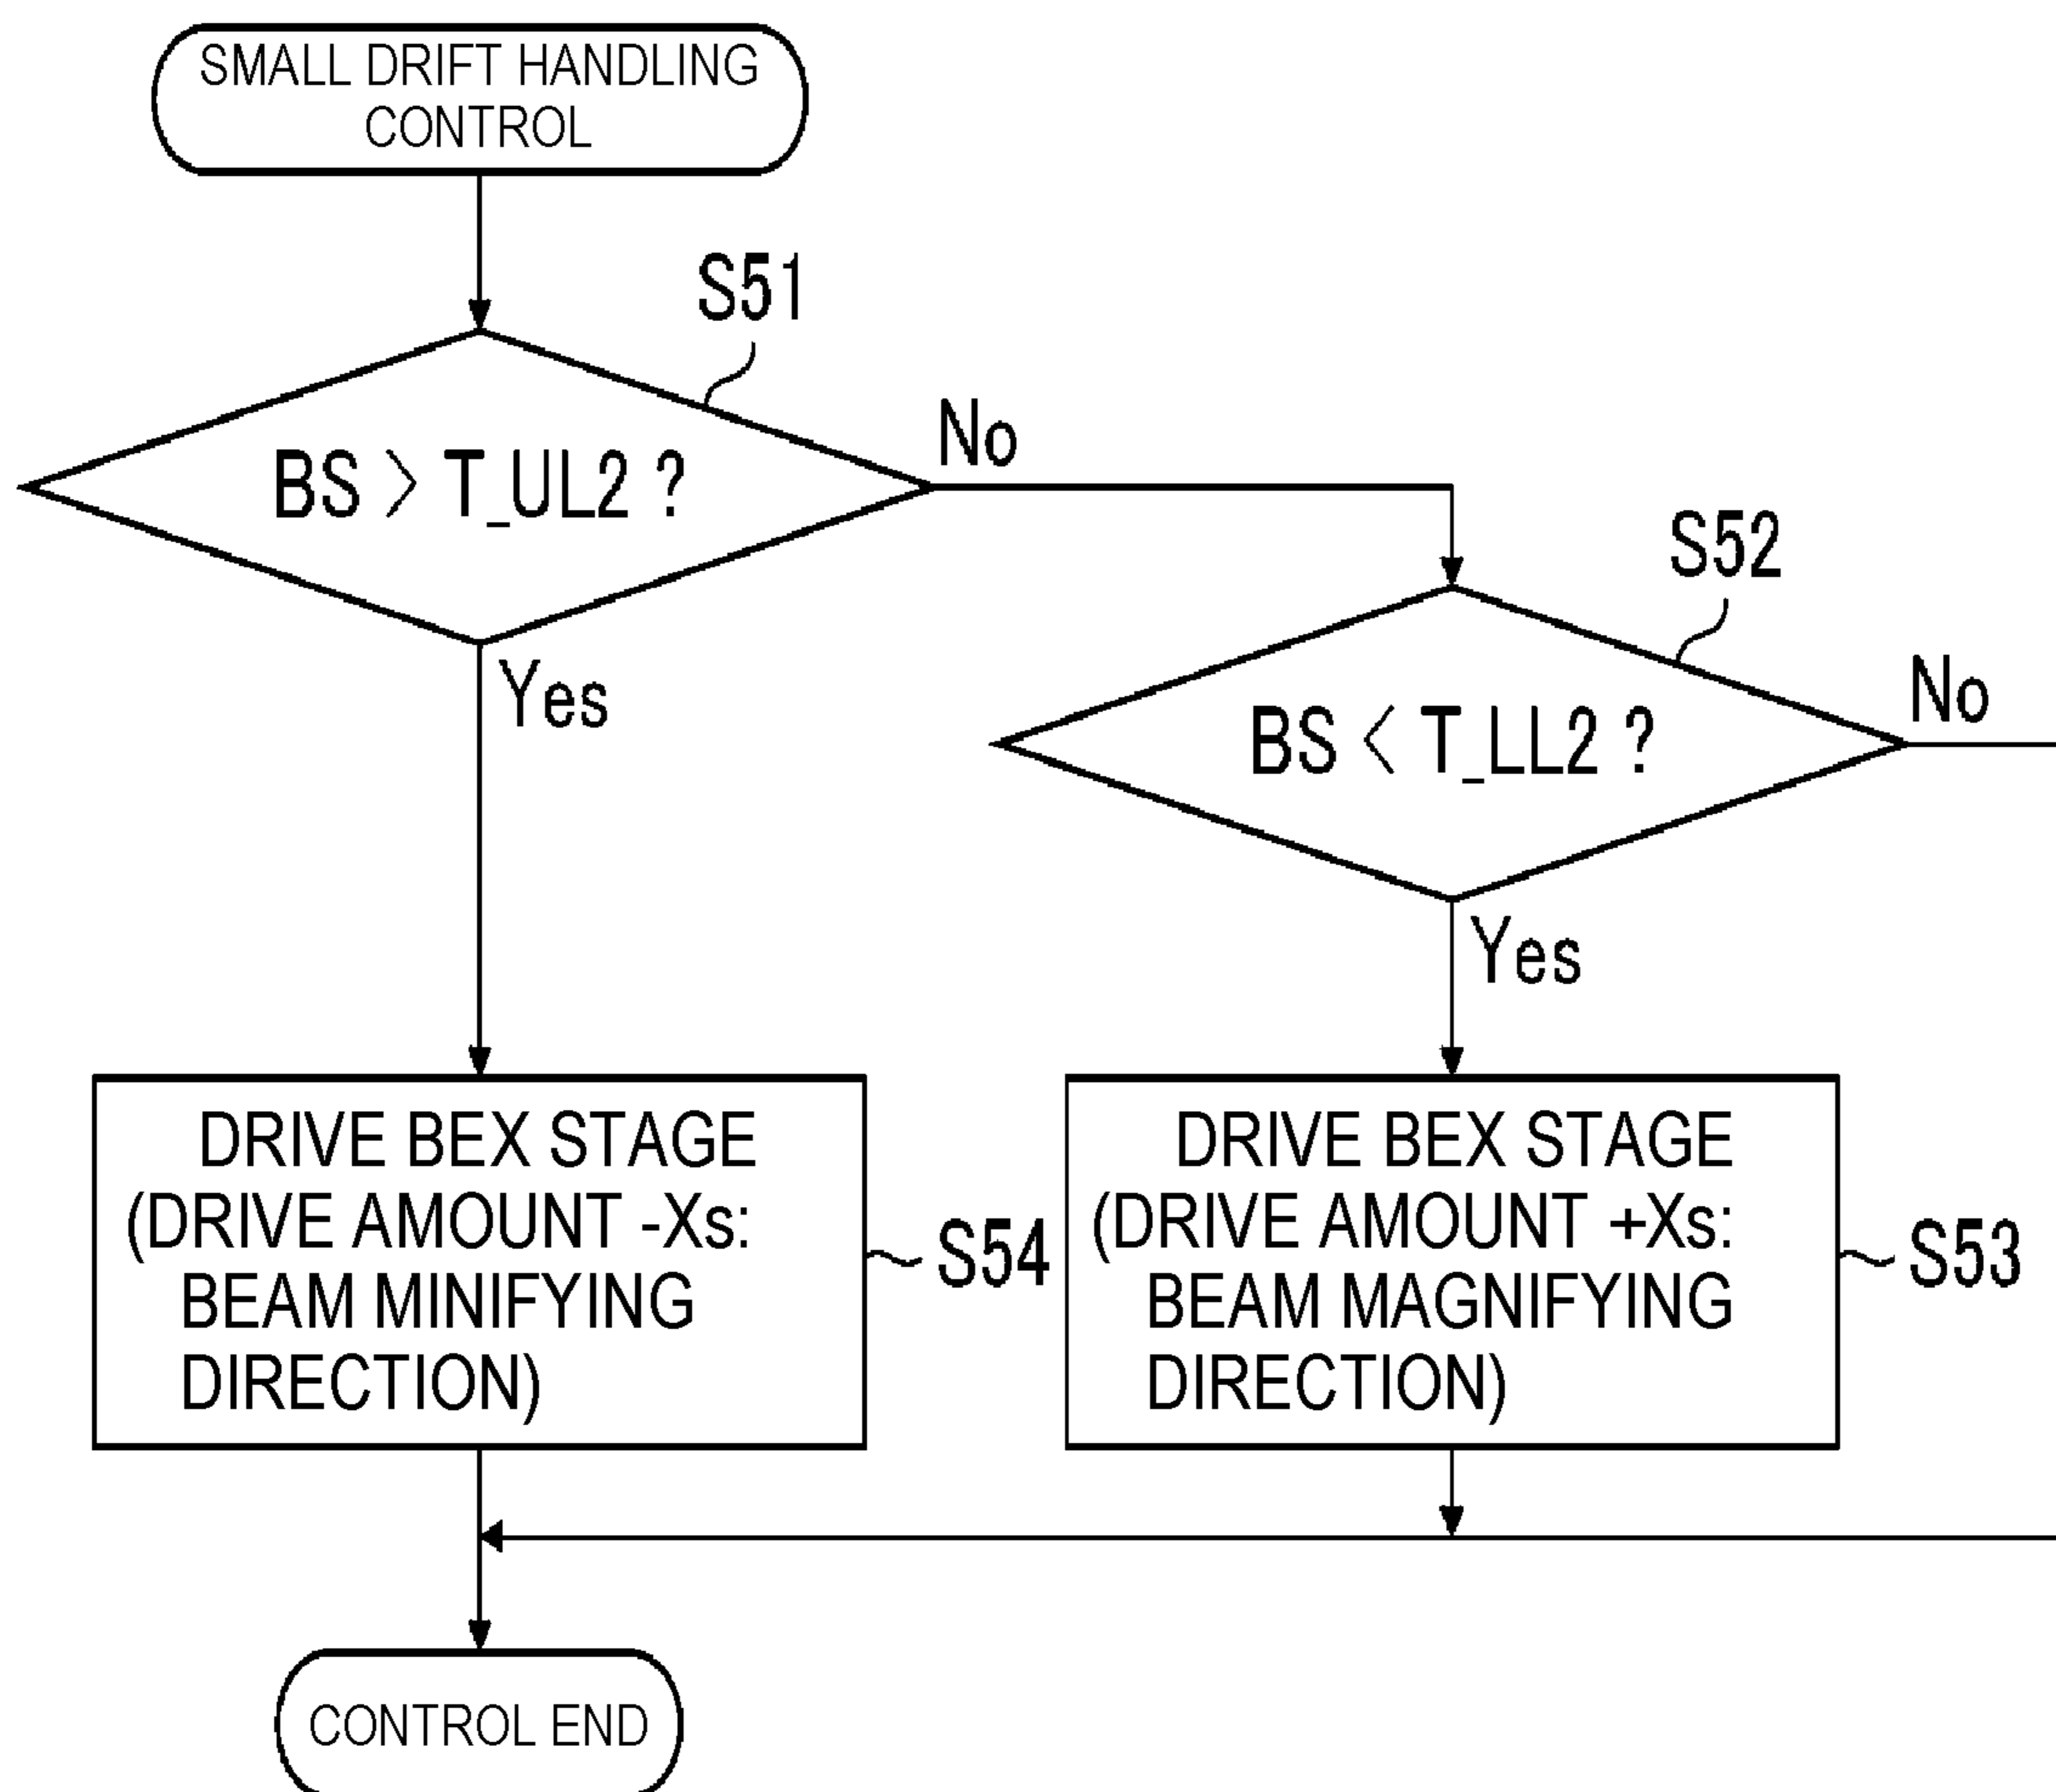 SMALL DRIFT HANDLING
CONTROL
S51
BS > T_UL2 ?
No
Yes
S52
BS < T_LL2 ?
No
Yes
DRIVE BEX STAGE
(DRIVE AMOUNT -Xs:
BEAM MINIFYING
DIRECTION)
S54
DRIVE BEX STAGE
(DRIVE AMOUNT +Xs:
BEAM MAGNIFYING
DIRECTION)
S53
CONTROL END